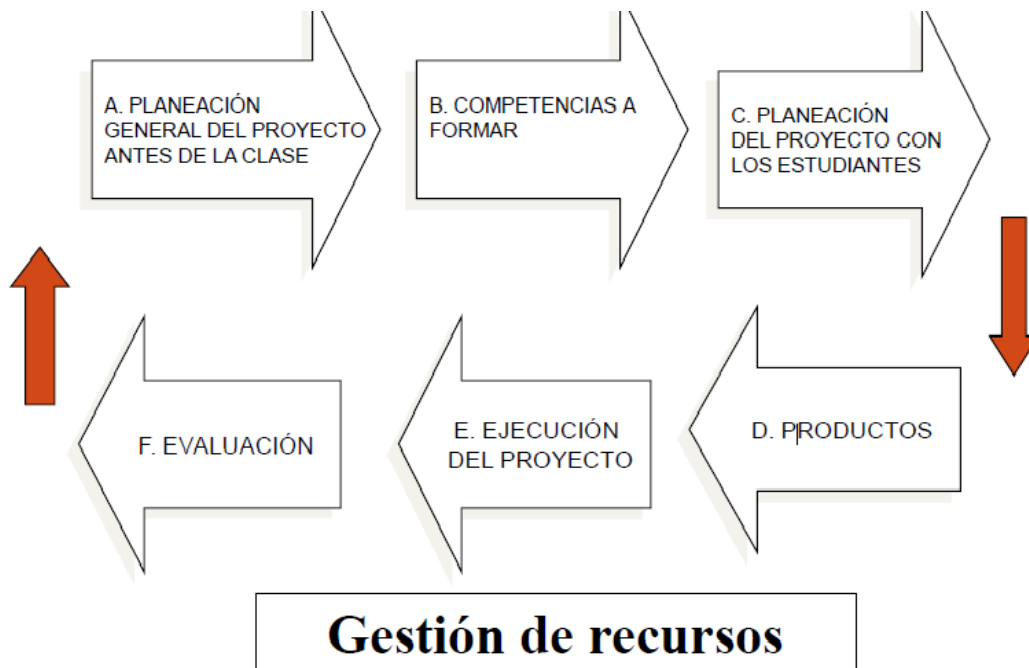 A. PLANEACIÓN
GENERAL DEL PROYECTO
ANTES DE LA CLASE
B. COMPETENCIAS A
FORMAR
C. PLANEACIÓN
DEL PROYECTO CON
LOS ESTUDIANTES
D. PRODUCTOS
E. EJECUCIÓN
DEL PROYECTO
F. EVALUACIÓN
Gestión de recursos